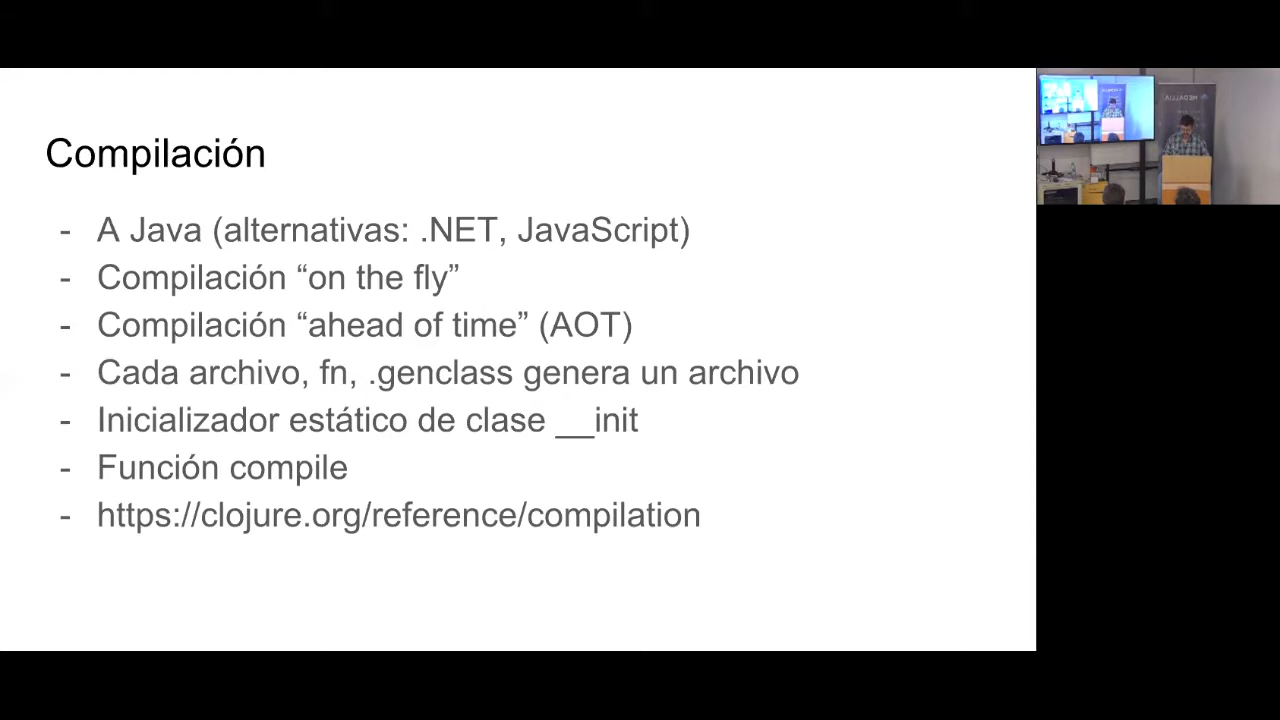 Compilación
- A Java (alternativas: .NET, JavaScript)
- Compilación “on the fly”
- Compilación “ahead of time” (AOT)
- Cada archivo, fn, .genclass genera un archivo
- Inicializador estático de clase __init
- Función compile
- https://clojure.org/reference/compilation
MEDALLIA